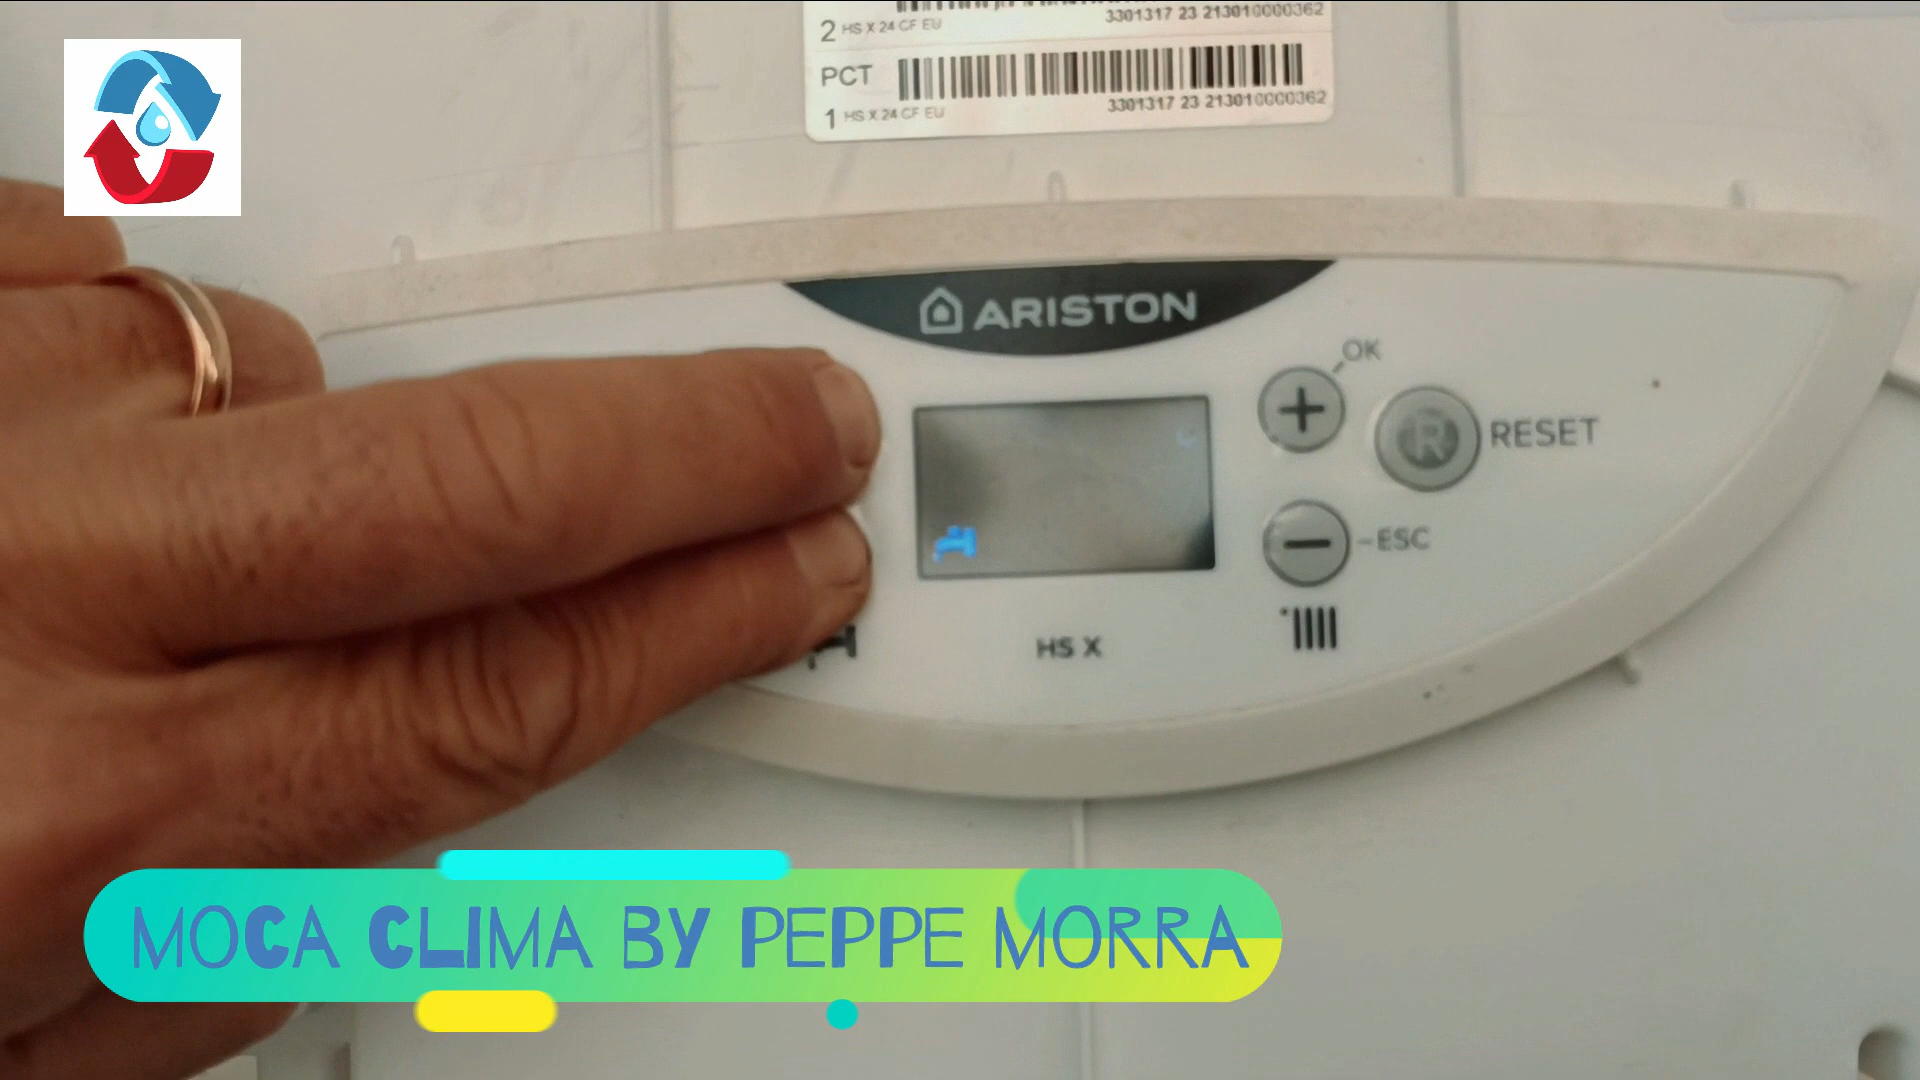 2 HS X 24 CF EU
3301317 23 213010000362
PCT
1 HS X 24 CF EU
3301317 23 213010000362
ARISTON
OK
R RESET
ESC
HS X
MOCA CLIMA BY PEPPE MORRA